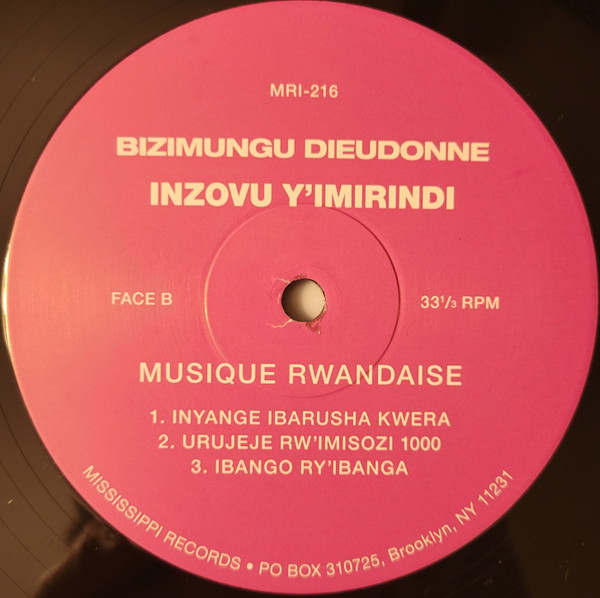 MRI-216
BIZIMUNGU DIEUDONNE
INZOVU Y'IMIRINDI
FACE B
33⅓ RPM
MUSIQUE RWANDAISE
1. INYANGE IBARUSHA KWERA
2. URUJEJE RW'IMISOZI 1000
3. IBANGO RY'IBANGA
MISSISSIPPI RECORDS • PO BOX 310725, Brooklyn, NY 11231